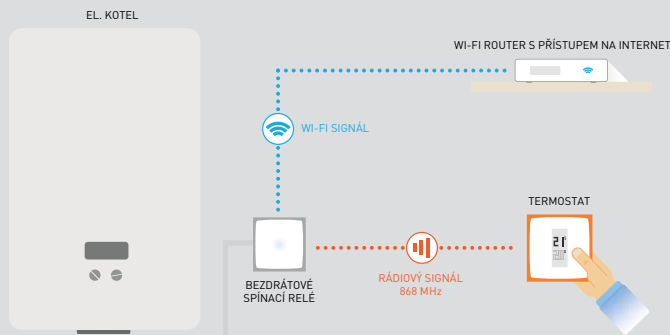 EL. KOTEL
WI-FI ROUTER S PŘÍSTUPEM NA INTERNET
WI-FI SIGNÁL
TERMOSTAT
21
BEZDRÁTOVÉ
SPÍNACÍ RELÉ
RÁDIOVÝ SIGNÁL
868 MHz